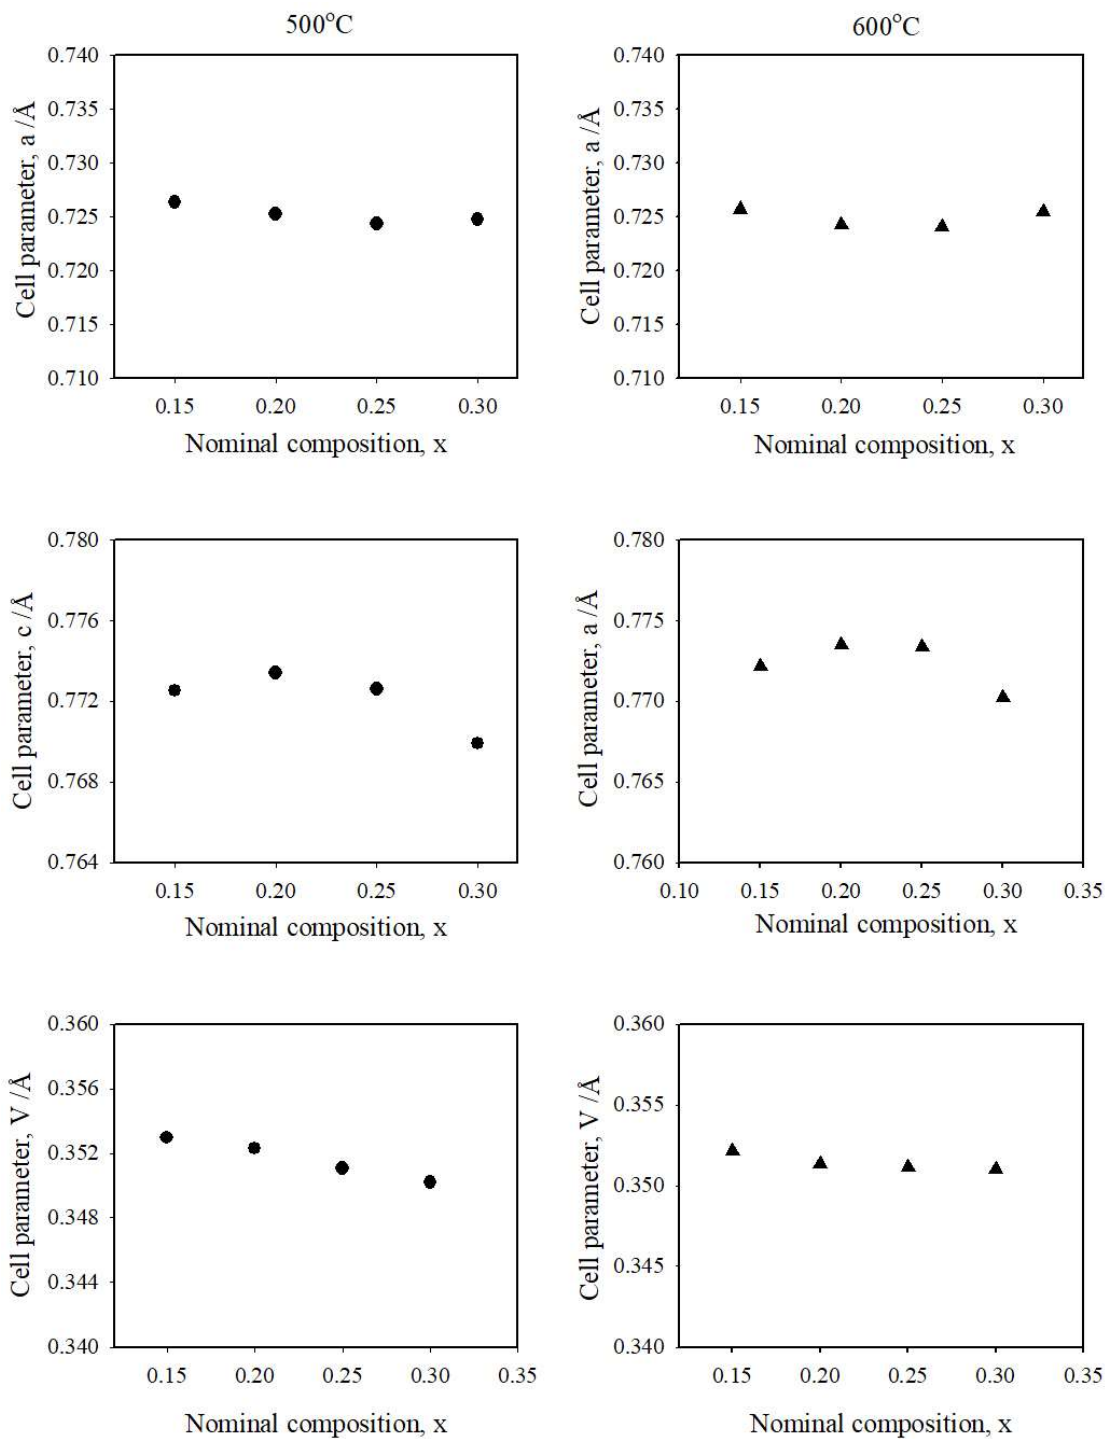 500°C
0.740
0.735
0.730
0.725
0.720
0.715
0.710
Cell parameter, a /Å
0.15 0.20 0.25 0.30
Nominal composition, x
600°C
0.740
0.735
0.730
0.725
0.720
0.715
0.710
Cell parameter, a /Å
0.15 0.20 0.25 0.30
Nominal composition, x
0.780
0.776
0.772
0.768
0.764
Cell parameter, c /Å
0.15 0.20 0.25 0.30
Nominal composition, x
0.780
0.775
0.770
0.765
0.760
Cell parameter, a /Å
0.10 0.15 0.20 0.25 0.30 0.35
Nominal composition, x
0.360
0.356
0.352
0.348
0.344
0.340
Cell parameter, V /Å
0.15 0.20 0.25 0.30 0.35
Nominal composition, x
0.360
0.355
0.350
0.345
0.340
Cell parameter, V /Å
0.15 0.20 0.25 0.30 0.35
Nominal composition, x